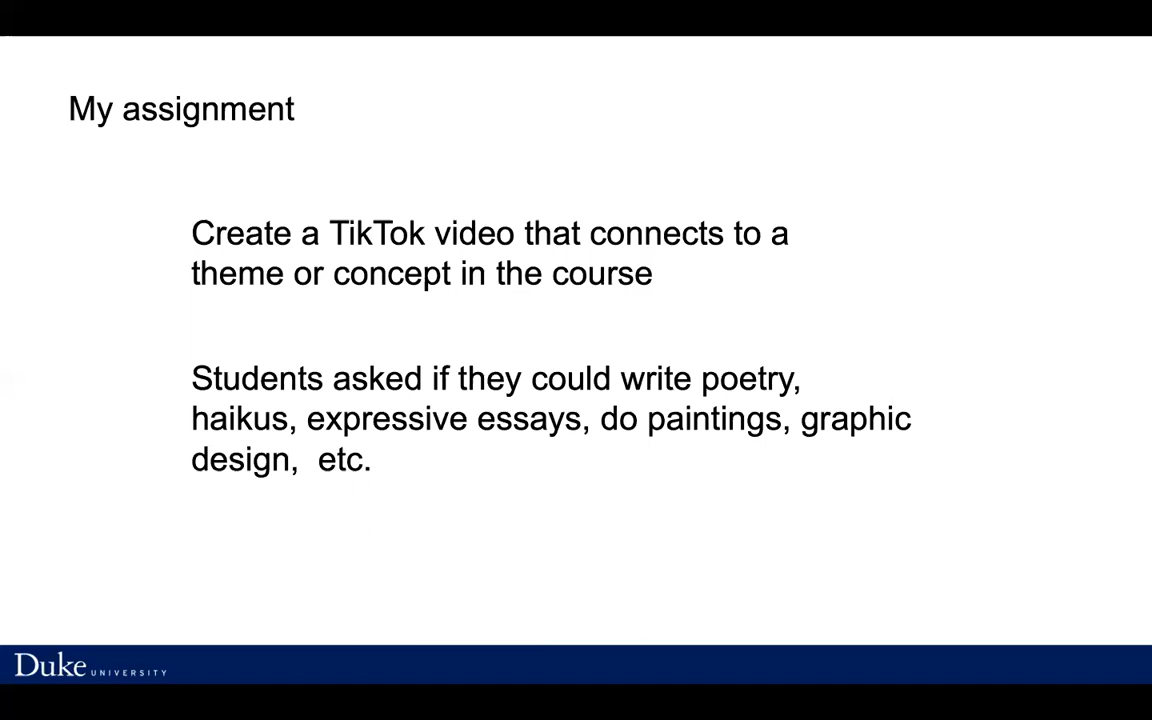 My assignment
Create a TikTok video that connects to a
theme or concept in the course
Students asked if they could write poetry,
haikus, expressive essays, do paintings, graphic
design,  etc.
Duke UNIVERSITY